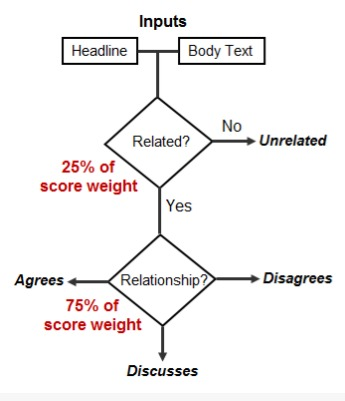 Inputs
Headline
Body Text
Related?
No
Unrelated
25% of
score weight
Yes
Agrees
Relationship?
Disagrees
75% of
score weight
Discusses